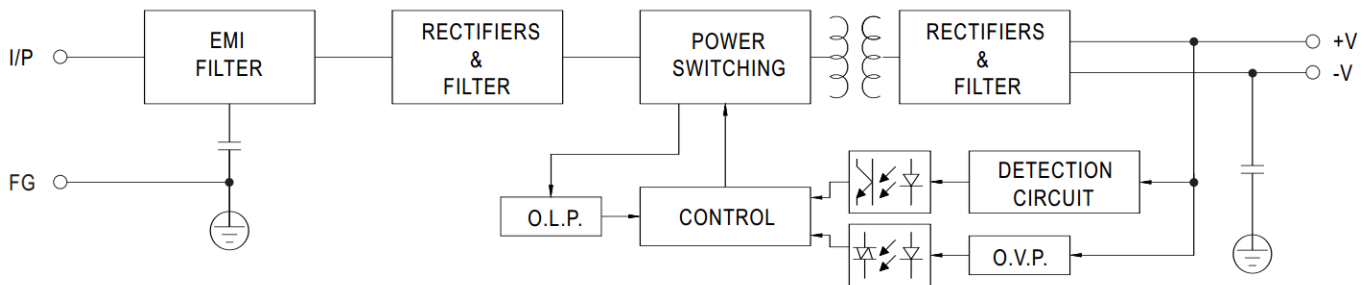 I/P
EMI
FILTER
RECTIFIERS
&
FILTER
POWER
SWITCHING
RECTIFIERS
&
FILTER
+V
-V
FG
O.L.P.
CONTROL
DETECTION
CIRCUIT
O.V.P.